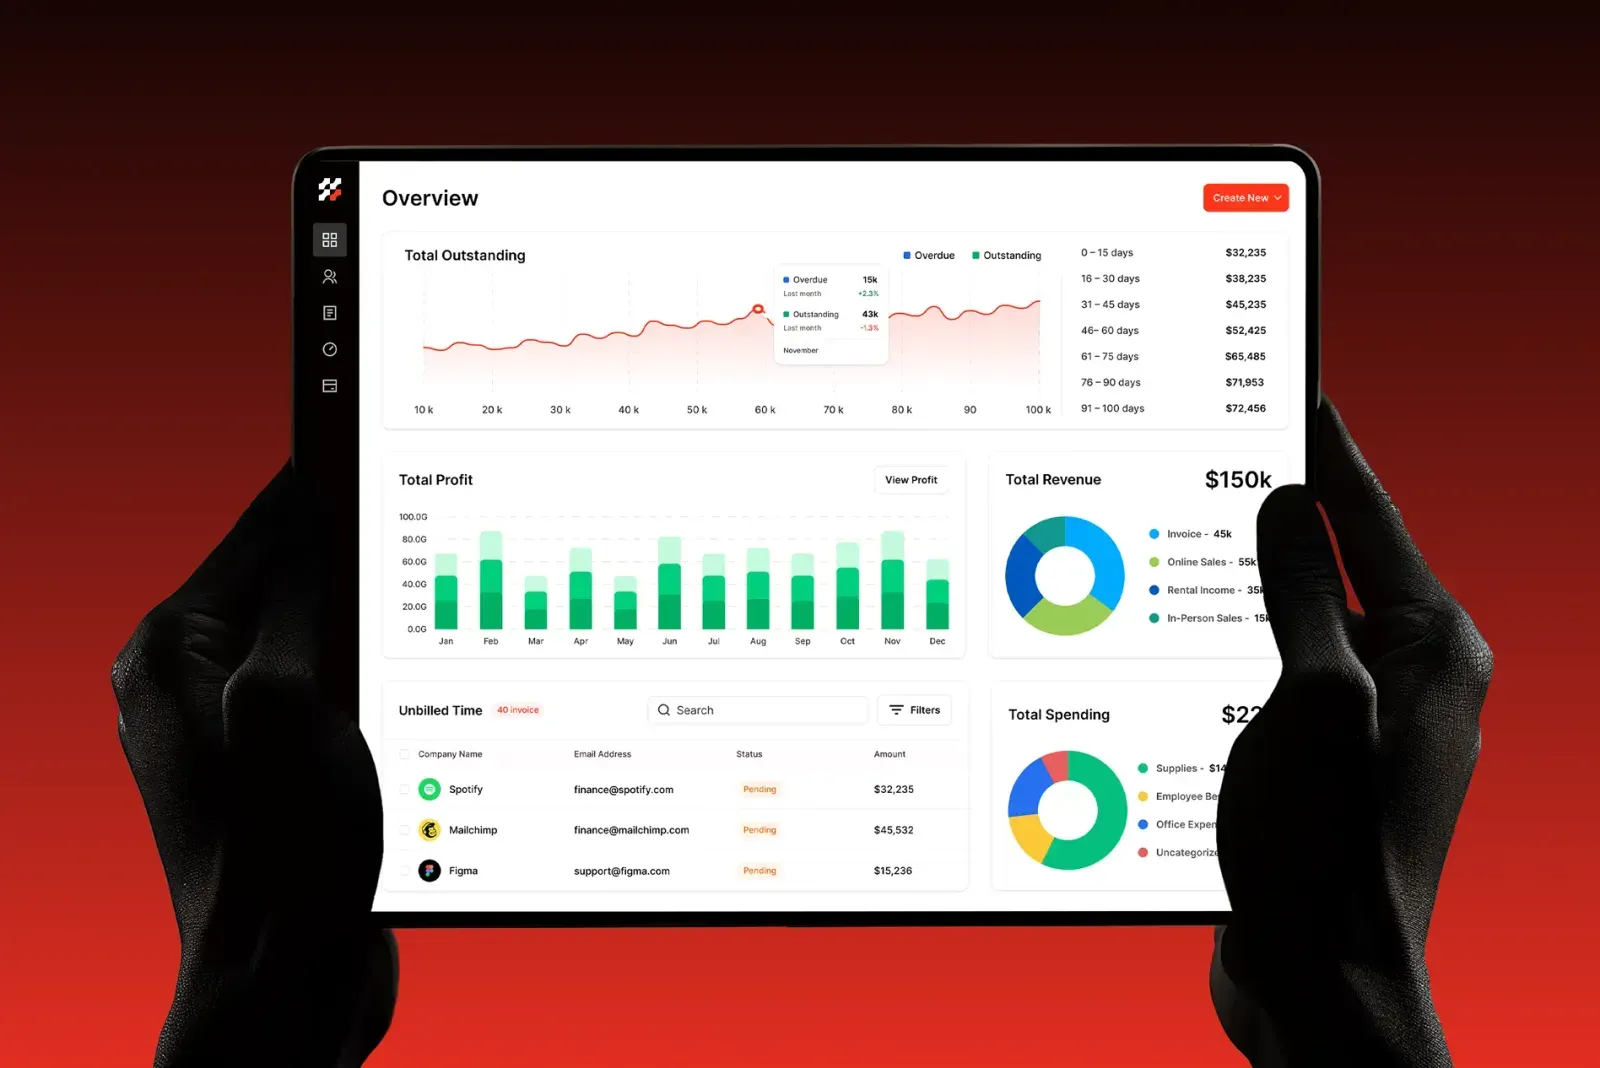 Overview
Create New
Total Outstanding
Overdue
Outstanding
Overdue 15k
Last month +2.3%
Outstanding 43k
Last month -1.3%
November
10 k 20 k 30 k 40 k 50 k 60 k 70 k 80 k 90 100 k
0 – 15 days $32,235
16 – 30 days $38,235
31 – 45 days $45,235
46– 60 days $52,425
61 – 75 days $65,485
76 – 90 days $71,953
91 – 100 days $72,456
Total Profit
View Profit
100.0G
80.0G
60.0G
40.0G
20.0G
0.0G
Jan Feb Mar Apr May Jun Jul Aug Sep Oct Nov Dec
Total Revenue $150k
Invoice - 45k
Online Sales - 55k
Rental Income - 35k
In-Person Sales - 15k
Unbilled Time
40 invoice
Search
Filters
Company Name Email Address Status Amount
Spotify finance@spotify.com Pending $32,235
Mailchimp finance@mailchimp.com Pending $45,532
Figma support@figma.com Pending $15,236
Total Spending $22
Supplies - $14
Employee Be
Office Expen
Uncategorize